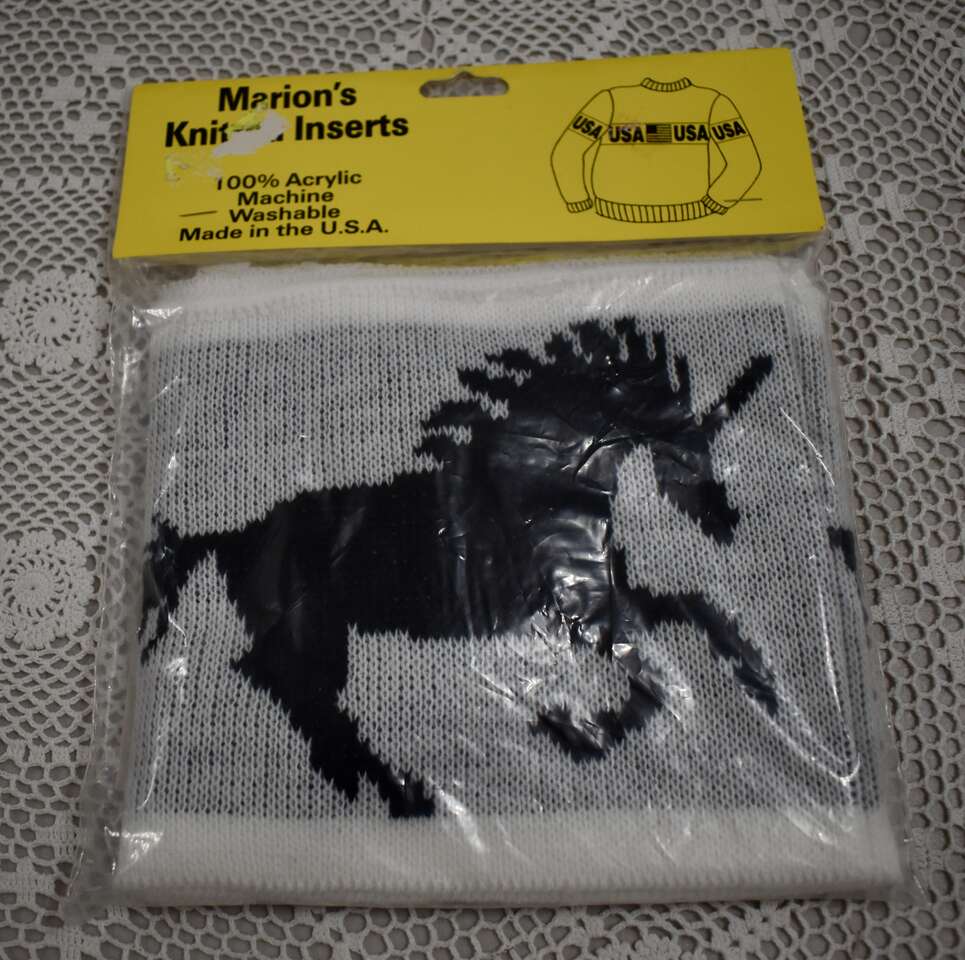 Marion's
Inserts
100% Acrylic
Machine
Washable
Made in the U.S.A.
USA USA USA USA